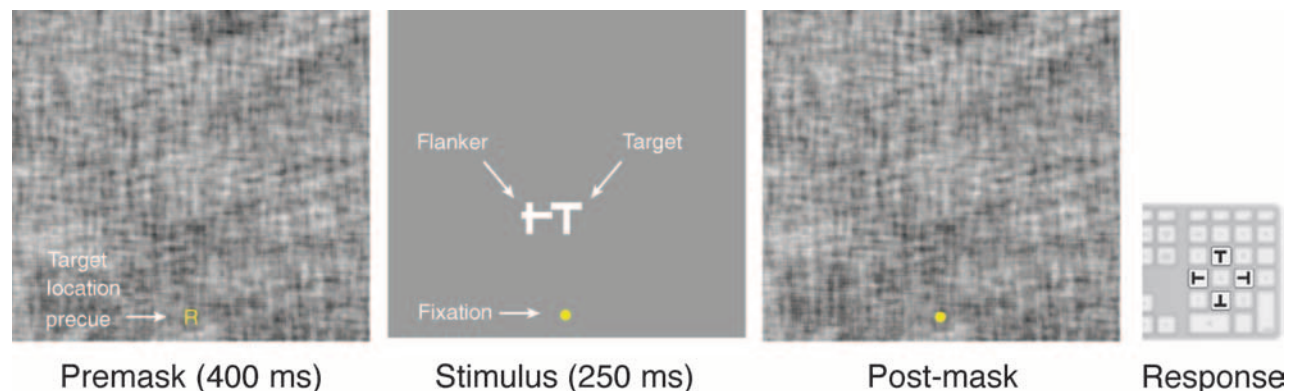 Target
location
precue
R
Flanker
Target
Fixation
Premask (400 ms)
Stimulus (250 ms)
Post-mask
Response